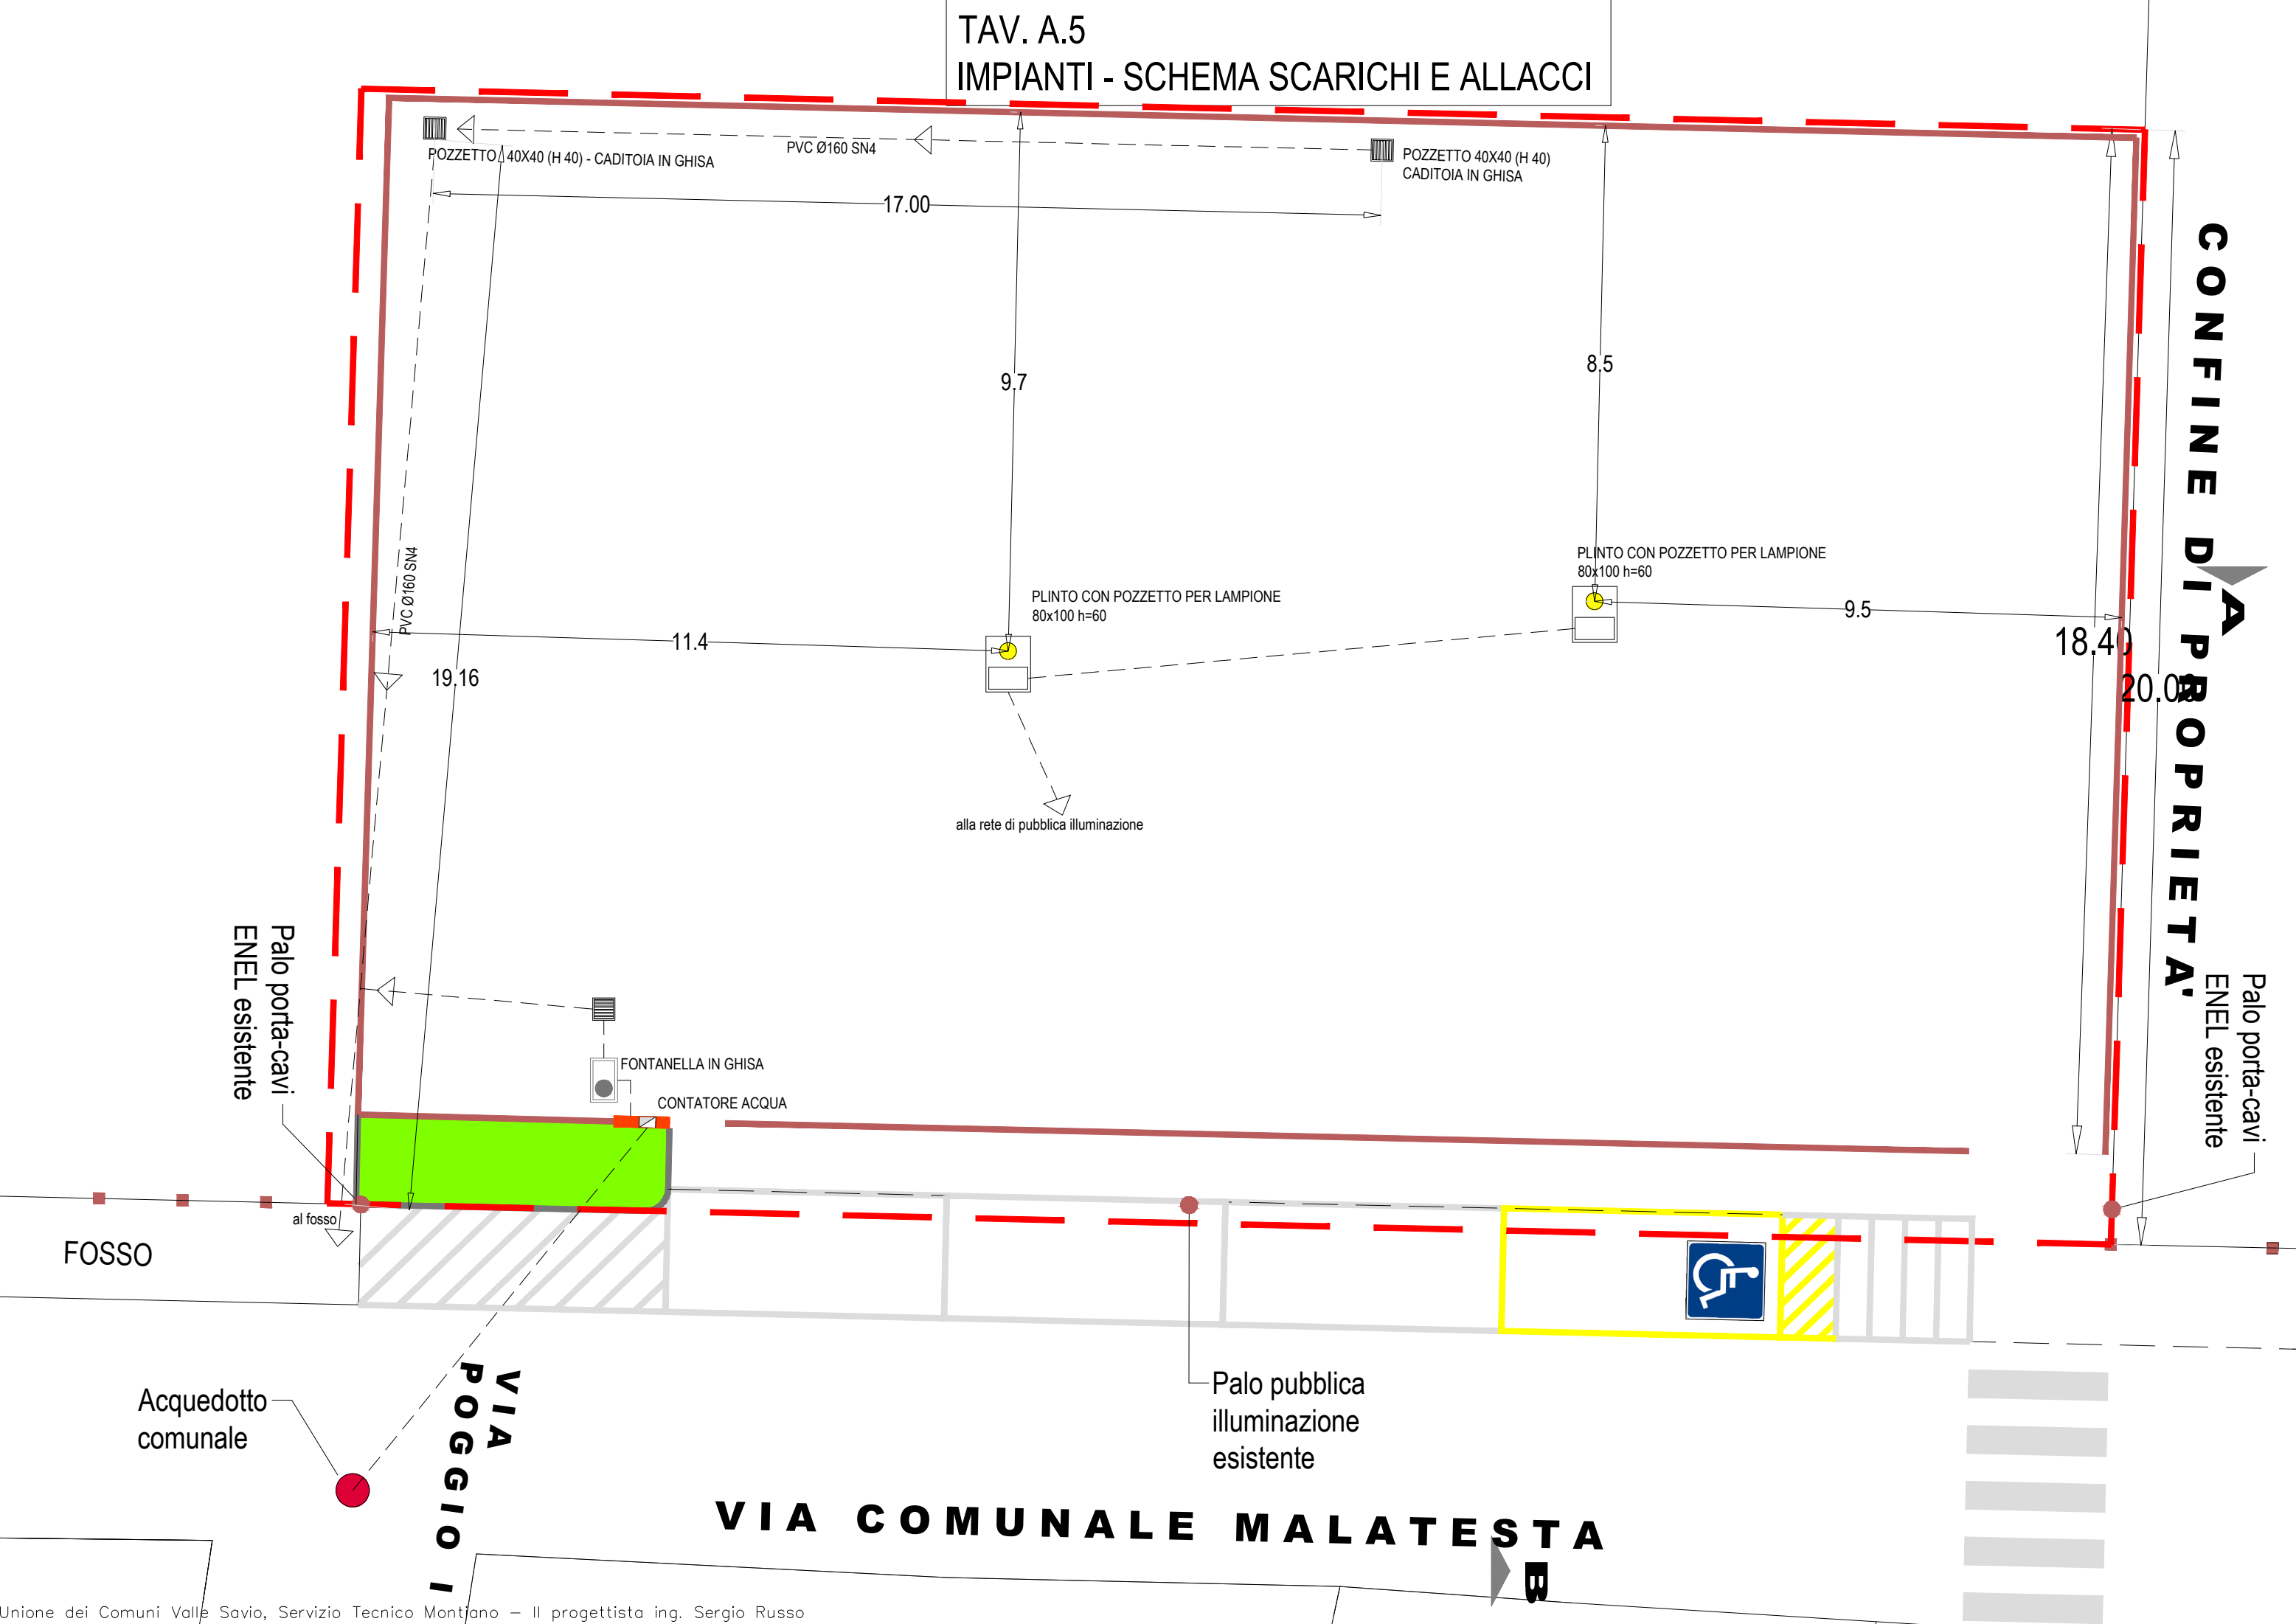 TAV. A.5
IMPIANTI - SCHEMA SCARICHI E ALLACCI
POZZETTO 40X40 (H 40) - CADITOIA IN GHISA
PVC Ø160 SN4
POZZETTO 40X40 (H 40)
CADITOIA IN GHISA
17.00
9.7
8.5
CONFINE DI PROPRIETA'
A
PVC Ø160 SN4
PLINTO CON POZZETTO PER LAMPIONE
80x100 h=60
PLINTO CON POZZETTO PER LAMPIONE
80x100 h=60
11.4
9.5
18.40
19.16
alla rete di pubblica illuminazione
Palo porta-cavi
ENEL esistente
Palo porta-cavi
ENEL esistente
FONTANELLA IN GHISA
CONTATORE ACQUA
al fosso
FOSSO
Acquedotto
comunale
VIA
POGGIO
Palo pubblica
illuminazione
esistente
VIA COMUNALE MALATESTA
B
Unione dei Comuni Valle Savio, Servizio Tecnico Montiano – Il progettista ing. Sergio Russo